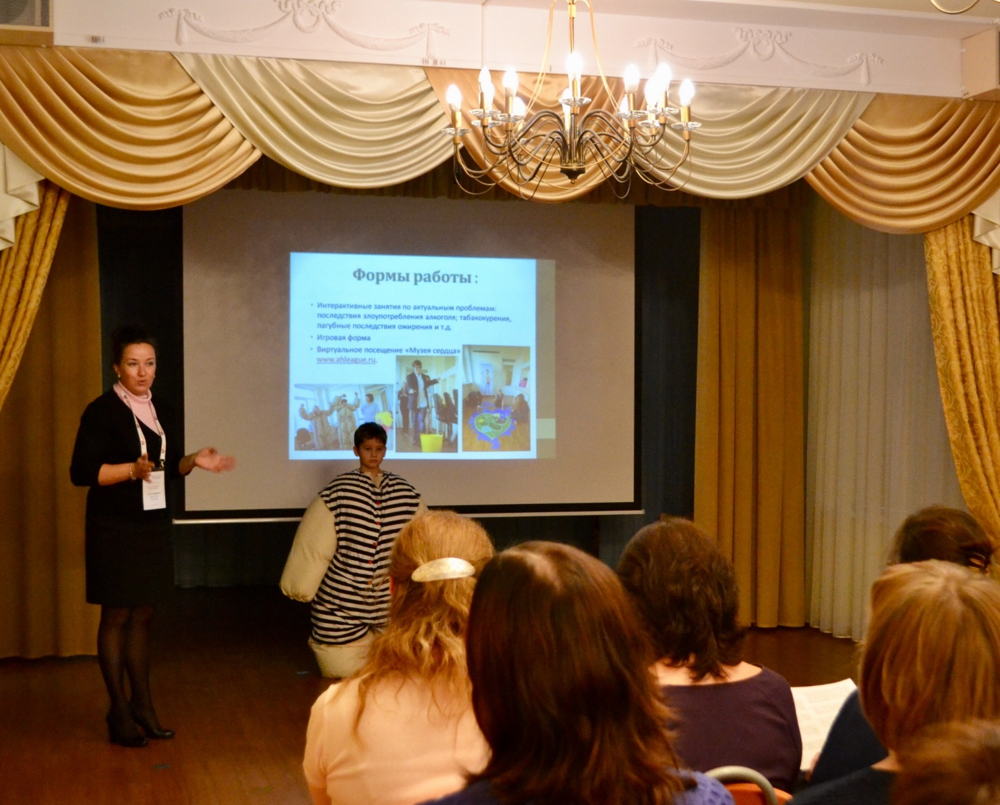 Формы работы :
• Интерактивные занятия по актуальным проблемам:
последствия злоупотребления алкоголя; табакокурения,
пагубные последствия ожирения и т.д.
• Игровая форма
• Виртуальное посещение «Музея сердца»
www.ahleague.ru.